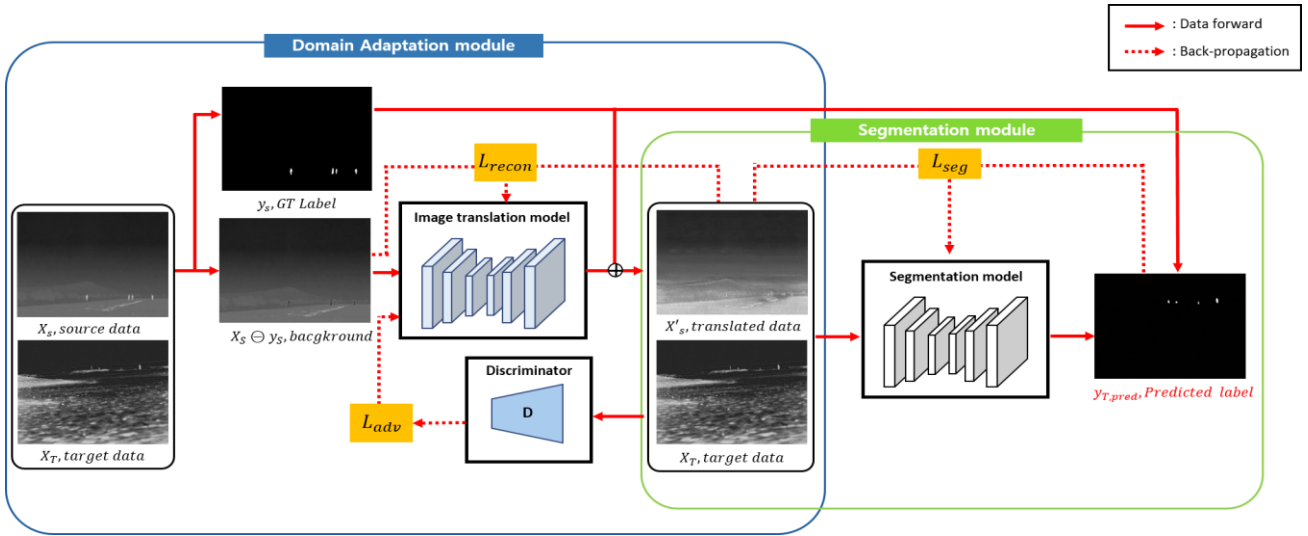 : Data forward
: Back-propagation
Domain Adaptation module
Segmentation module
y_s, GT Label
L_recon
L_seg
Image translation model
Segmentation model
X_s, source data
X_S ⊖ y_S, bacgkround
X'_s, translated data
Discriminator
D
L_adv
X_T, target data
X_T, target data
y_T,pred, Predicted label